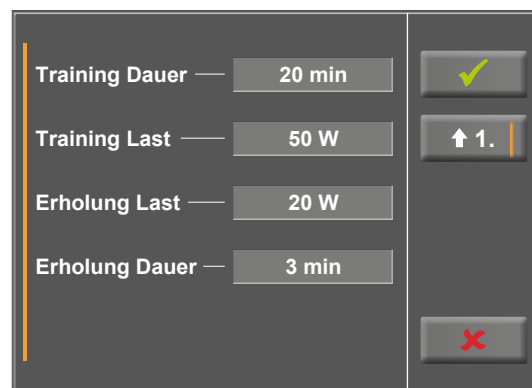 Training Dauer 20 min
Training Last 50 W
1.
Erholung Last 20 W
Erholung Dauer 3 min